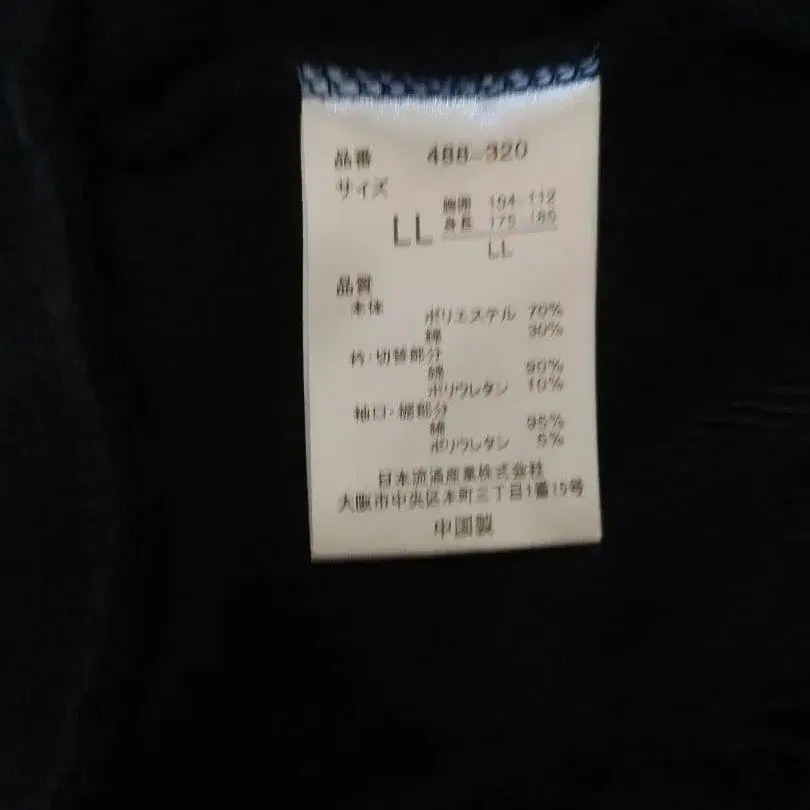 品番 488-320
サイズ
LL 胸囲 104-112
身長 175-185
LL
品質
本体
ポリエステル 70%
綿 30%
衿・切替部分
綿 90%
ポリウレタン 10%
袖口・裾部分
綿 95%
ポリウレタン 5%
日本流通産業株式会社
大阪市中央区本町三丁目1番15号
中国製